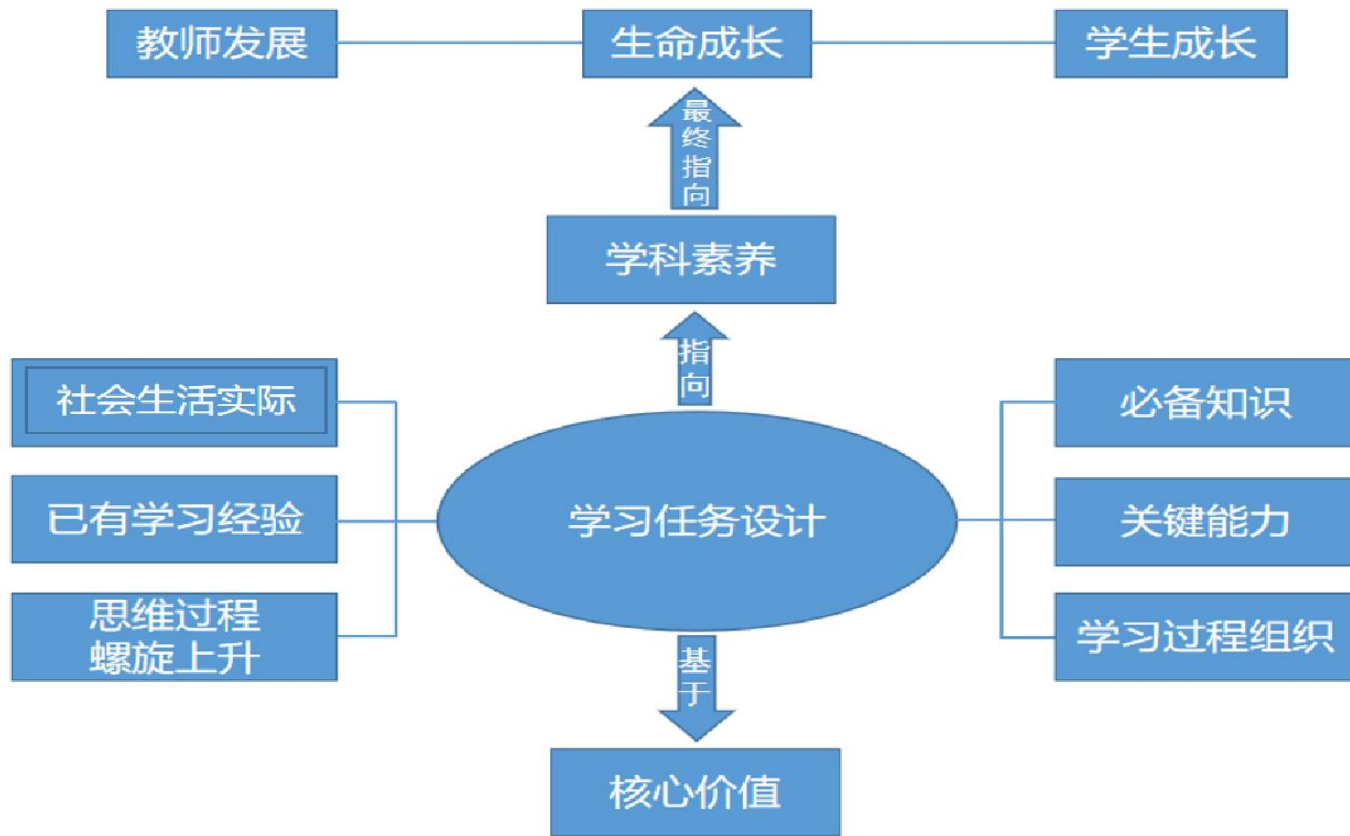 教师发展
生命成长
学生成长
最终指向
学科素养
指向
社会生活实际
必备知识
已有学习经验
学习任务设计
关键能力
思维过程
螺旋上升
学习过程组织
基于
核心价值